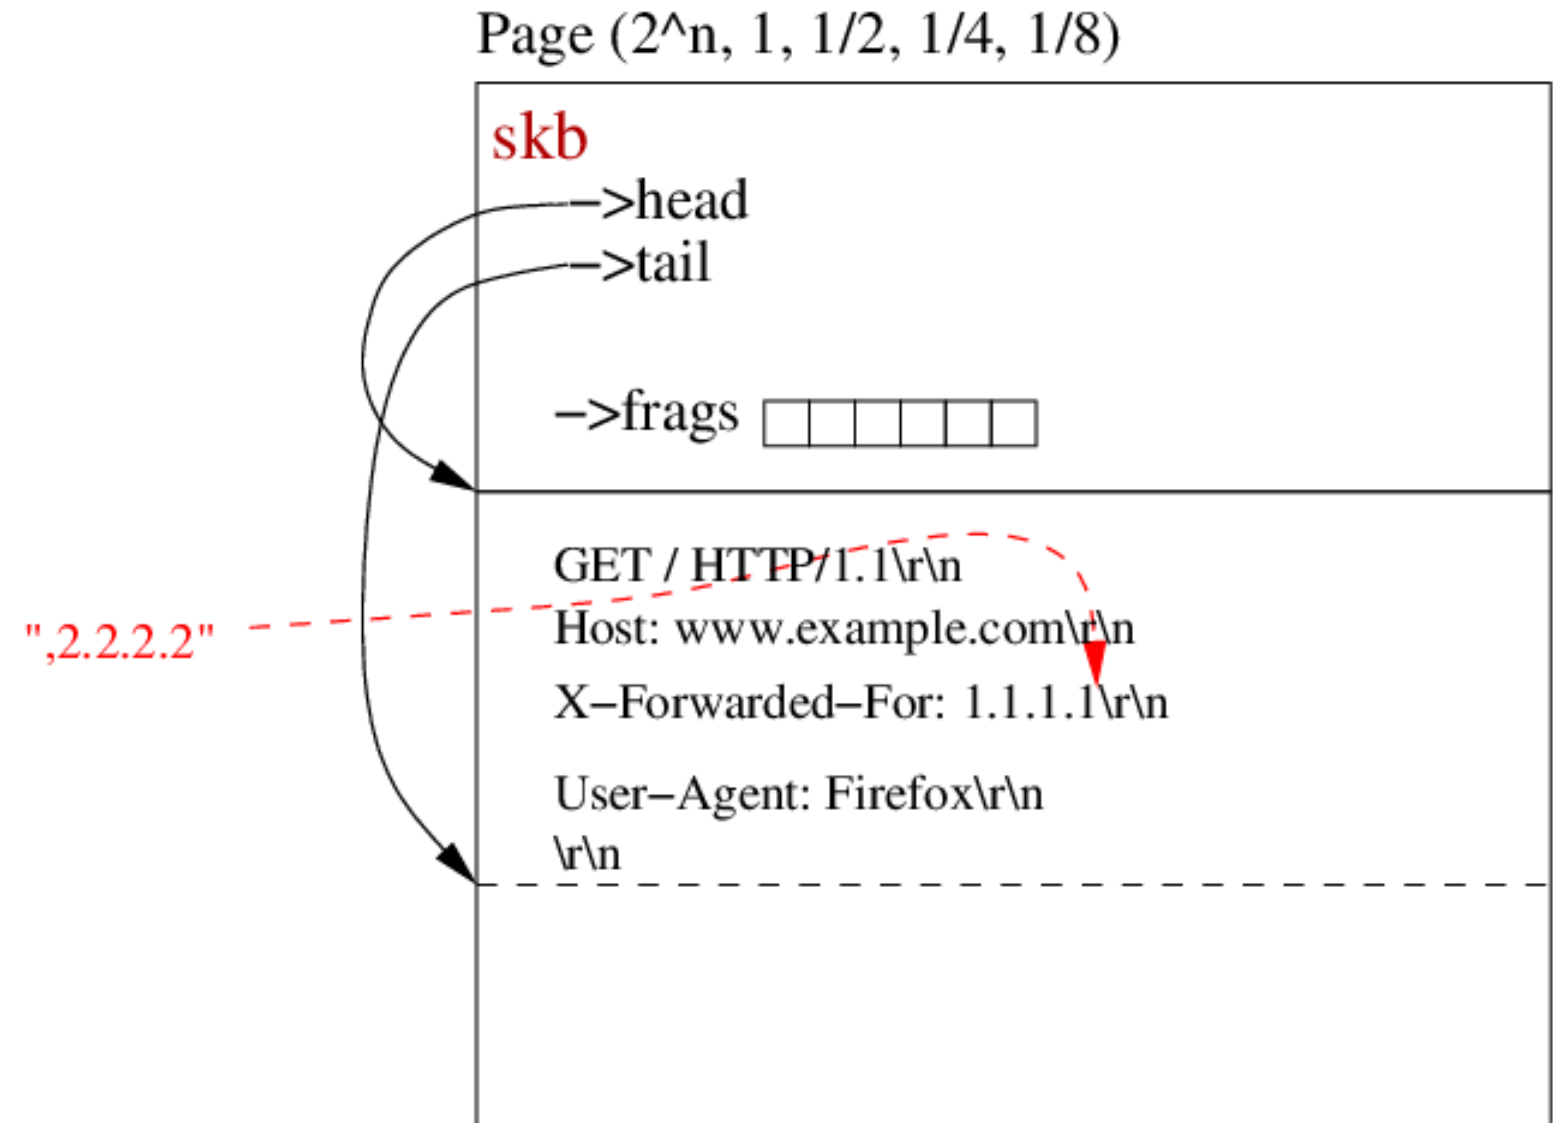 Page (2^n, 1, 1/2, 1/4, 1/8)
skb
−>head
−>tail
−>frags
GET / HTTP/1.1\r\n
Host: www.example.com\r\n
",2.2.2.2"
X−Forwarded−For: 1.1.1.1\r\n
User−Agent: Firefox\r\n
\r\n